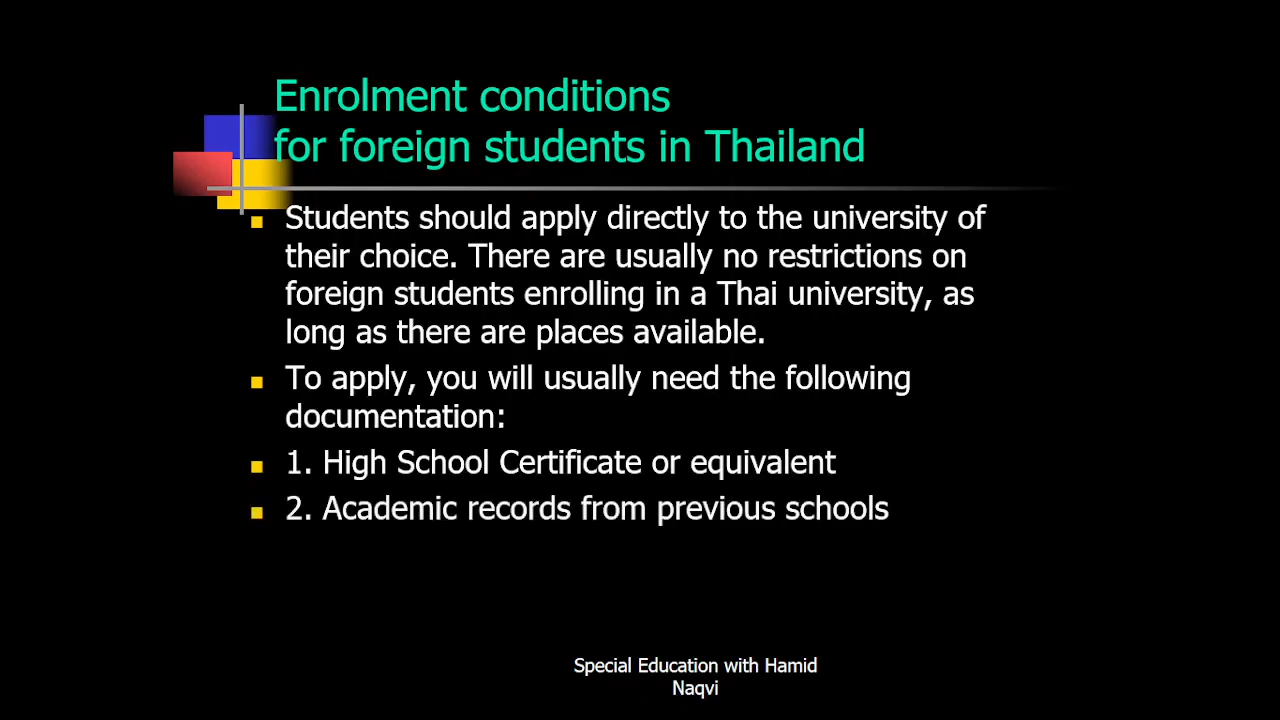 Enrolment conditions
for foreign students in Thailand
Students should apply directly to the university of
their choice. There are usually no restrictions on
foreign students enrolling in a Thai university, as
long as there are places available.
To apply, you will usually need the following
documentation:
1. High School Certificate or equivalent
2. Academic records from previous schools
Special Education with Hamid
Naqvi